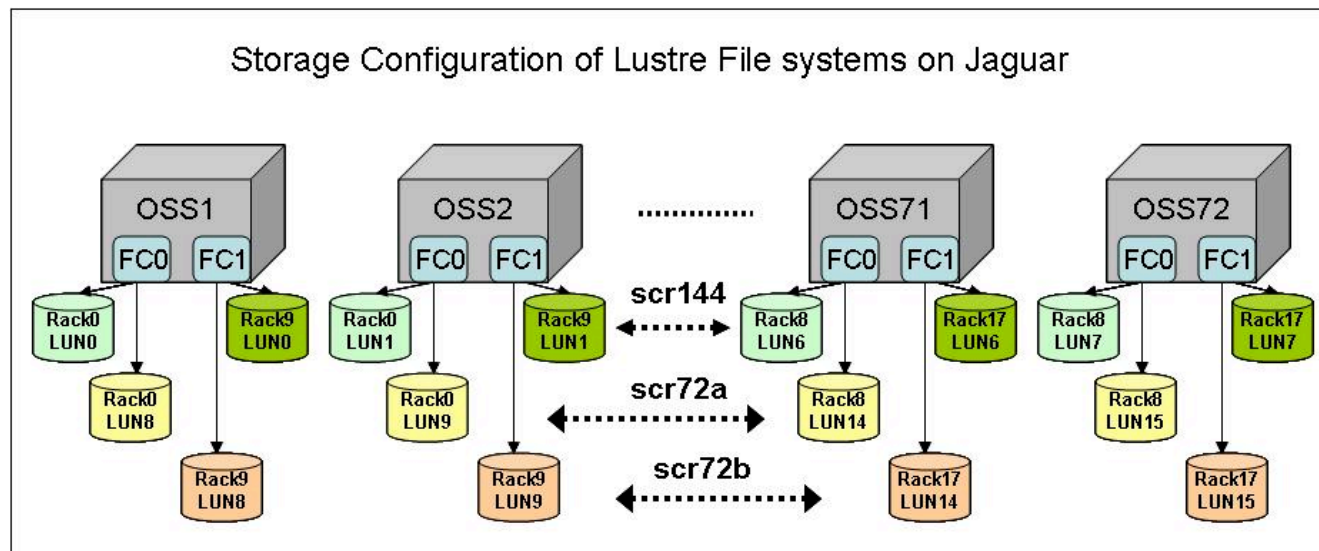 Storage Configuration of Lustre File systems on Jaguar
OSS1
FC0
FC1
OSS2
FC0
FC1
............
OSS71
FC0
FC1
OSS72
FC0
FC1
Rack0
LUN0
Rack9
LUN0
Rack0
LUN1
Rack9
LUN1
scr144
Rack8
LUN6
Rack17
LUN6
Rack8
LUN7
Rack17
LUN7
Rack0
LUN8
Rack0
LUN9
scr72a
Rack8
LUN14
Rack8
LUN15
Rack9
LUN8
Rack9
LUN9
scr72b
Rack17
LUN14
Rack17
LUN15